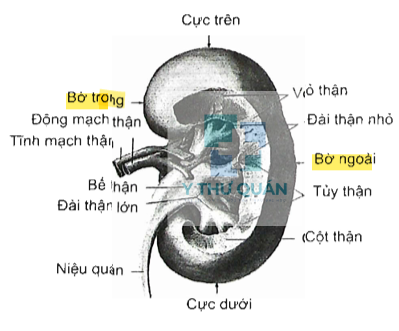 Cực trên
Bờ trong
Động mạch thận
Tĩnh mạch thận
Bể thận
Đài thận lớn
Niệu quản
Vỏ thận
Đài thận nhỏ
Bờ ngoài
Tủy thận
Cột thận
Cực dưới
Y THƯ QUÁN